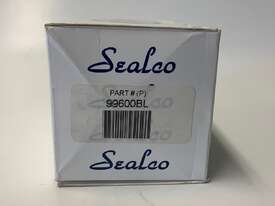 Sealco
PART # (P)
99600BL
Sealco